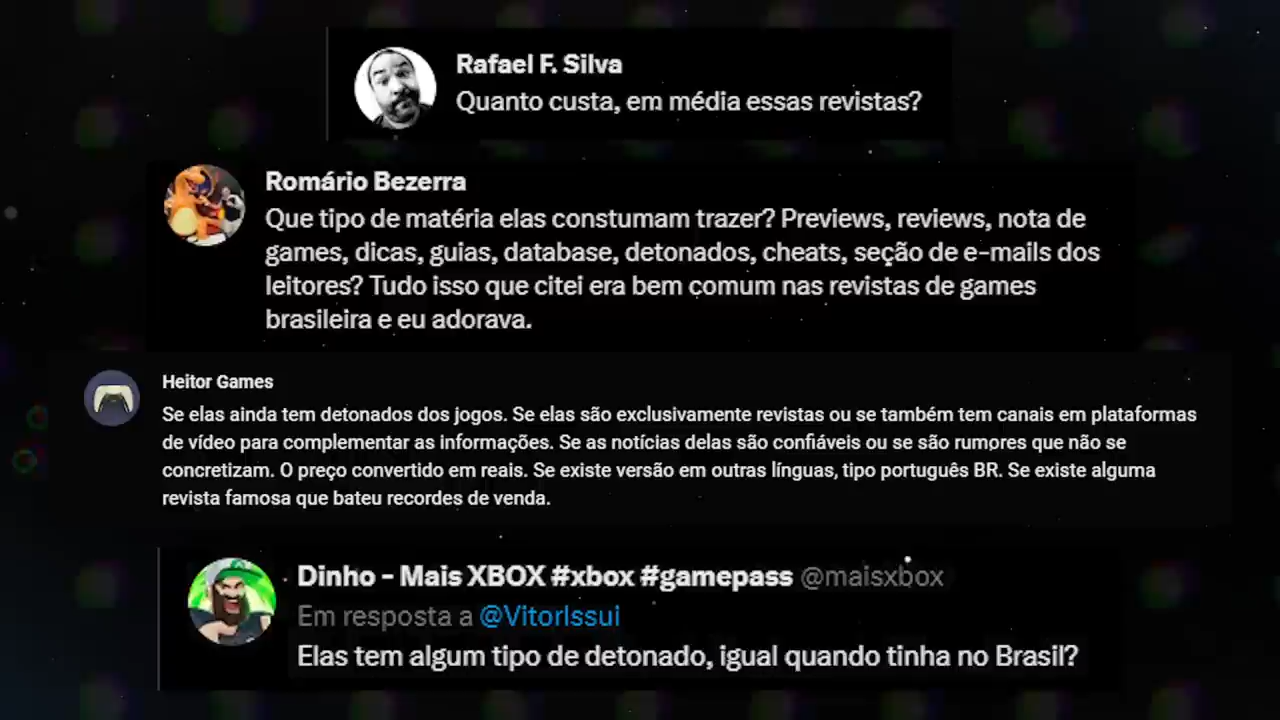 Rafael F. Silva
Quanto custa, em média essas revistas?
Romário Bezerra
Que tipo de matéria elas constumam trazer? Previews, reviews, nota de
games, dicas, guias, database, detonados, cheats, seção de e-mails dos
leitores? Tudo isso que citei era bem comum nas revistas de games
brasileira e eu adorava.
Heitor Games
Se elas ainda tem detonados dos jogos. Se elas são exclusivamente revistas ou se também tem canais em plataformas
de vídeo para complementar as informações. Se as notícias delas são confiáveis ou se são rumores que não se
concretizam. O preço convertido em reais. Se existe versão em outras línguas, tipo português BR. Se existe alguma
revista famosa que bateu recordes de venda.
Dinho - Mais XBOX #xbox #gamepass @maisxbox
Em resposta a @VitorIssui
Elas tem algum tipo de detonado, igual quando tinha no Brasil?